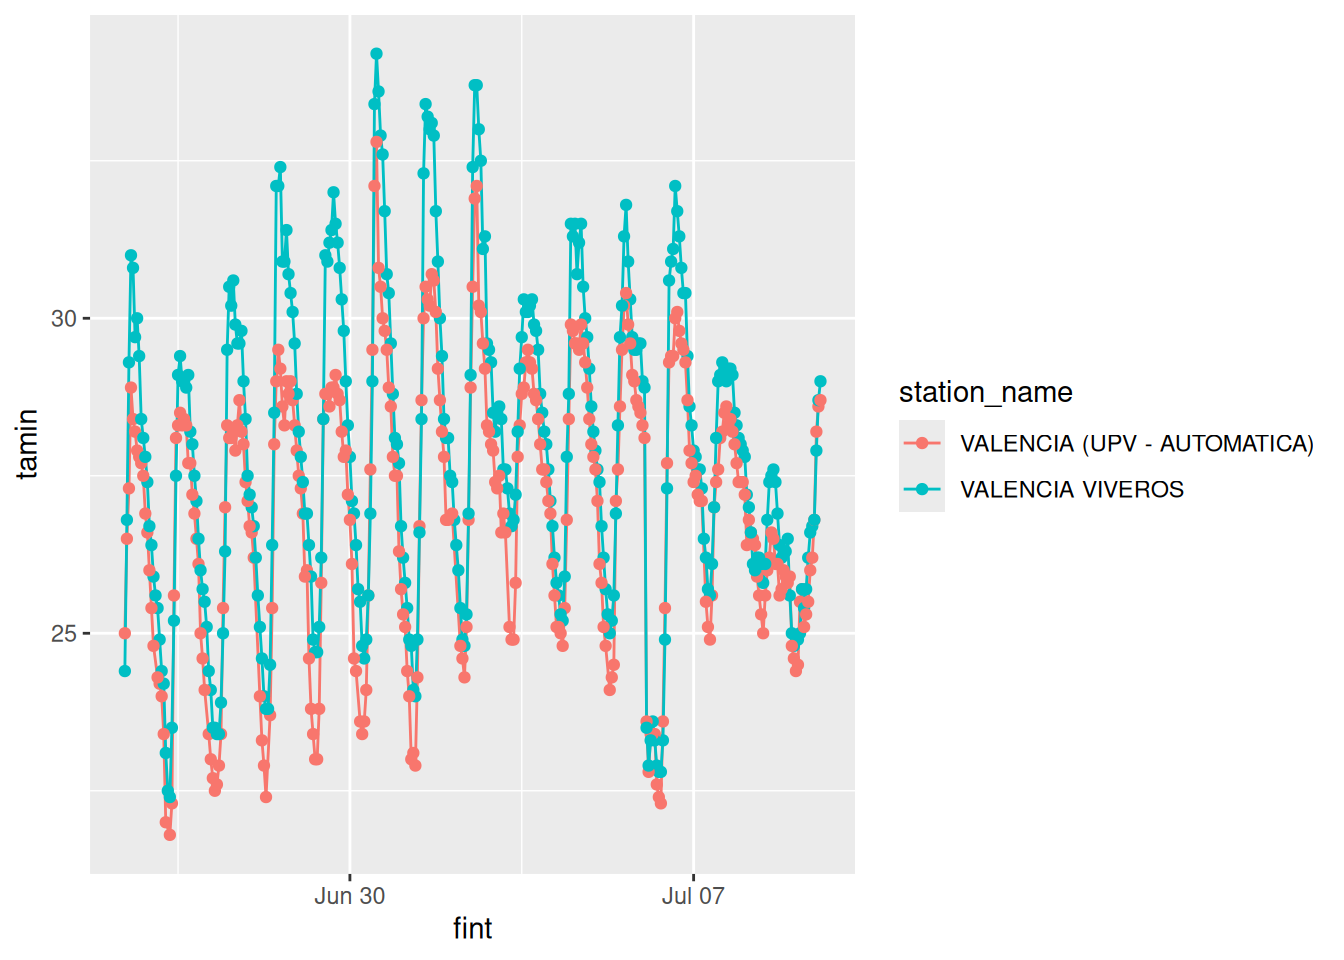 tamin
30
25
Jun 30
Jul 07
fint
station_name
VALENCIA (UPV - AUTOMATICA)
VALENCIA VIVEROS